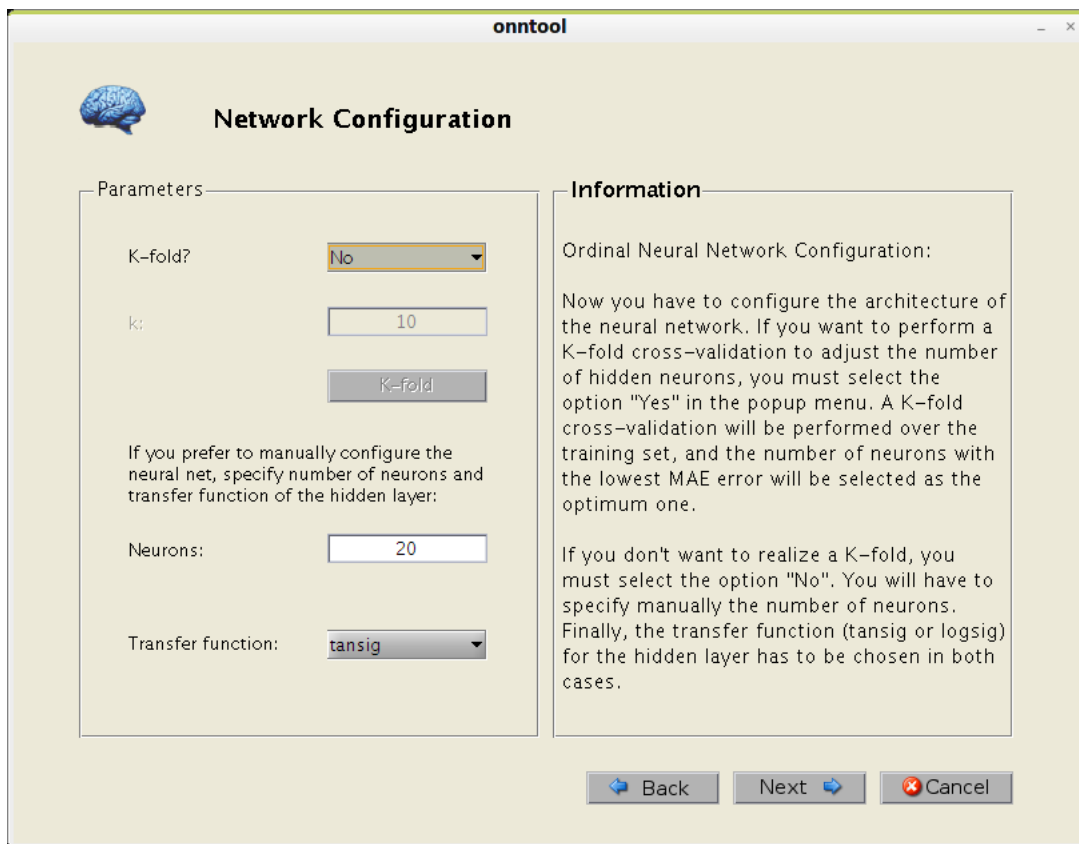 onntool
Network Configuration
Parameters
K-fold?
No
k:
10
K-fold
If you prefer to manually configure the
neural net, specify number of neurons and
transfer function of the hidden layer:
Neurons:
20
Transfer function:
tansig
Information
Ordinal Neural Network Configuration:
Now you have to configure the architecture of
the neural network. If you want to perform a
K-fold cross-validation to adjust the number
of hidden neurons, you must select the
option "Yes" in the popup menu. A K-fold
cross-validation will be performed over the
training set, and the number of neurons with
the lowest MAE error will be selected as the
optimum one.
If you don't want to realize a K-fold, you
must select the option "No". You will have to
specify manually the number of neurons.
Finally, the transfer function (tansig or logsig)
for the hidden layer has to be chosen in both
cases.
Back
Next
Cancel